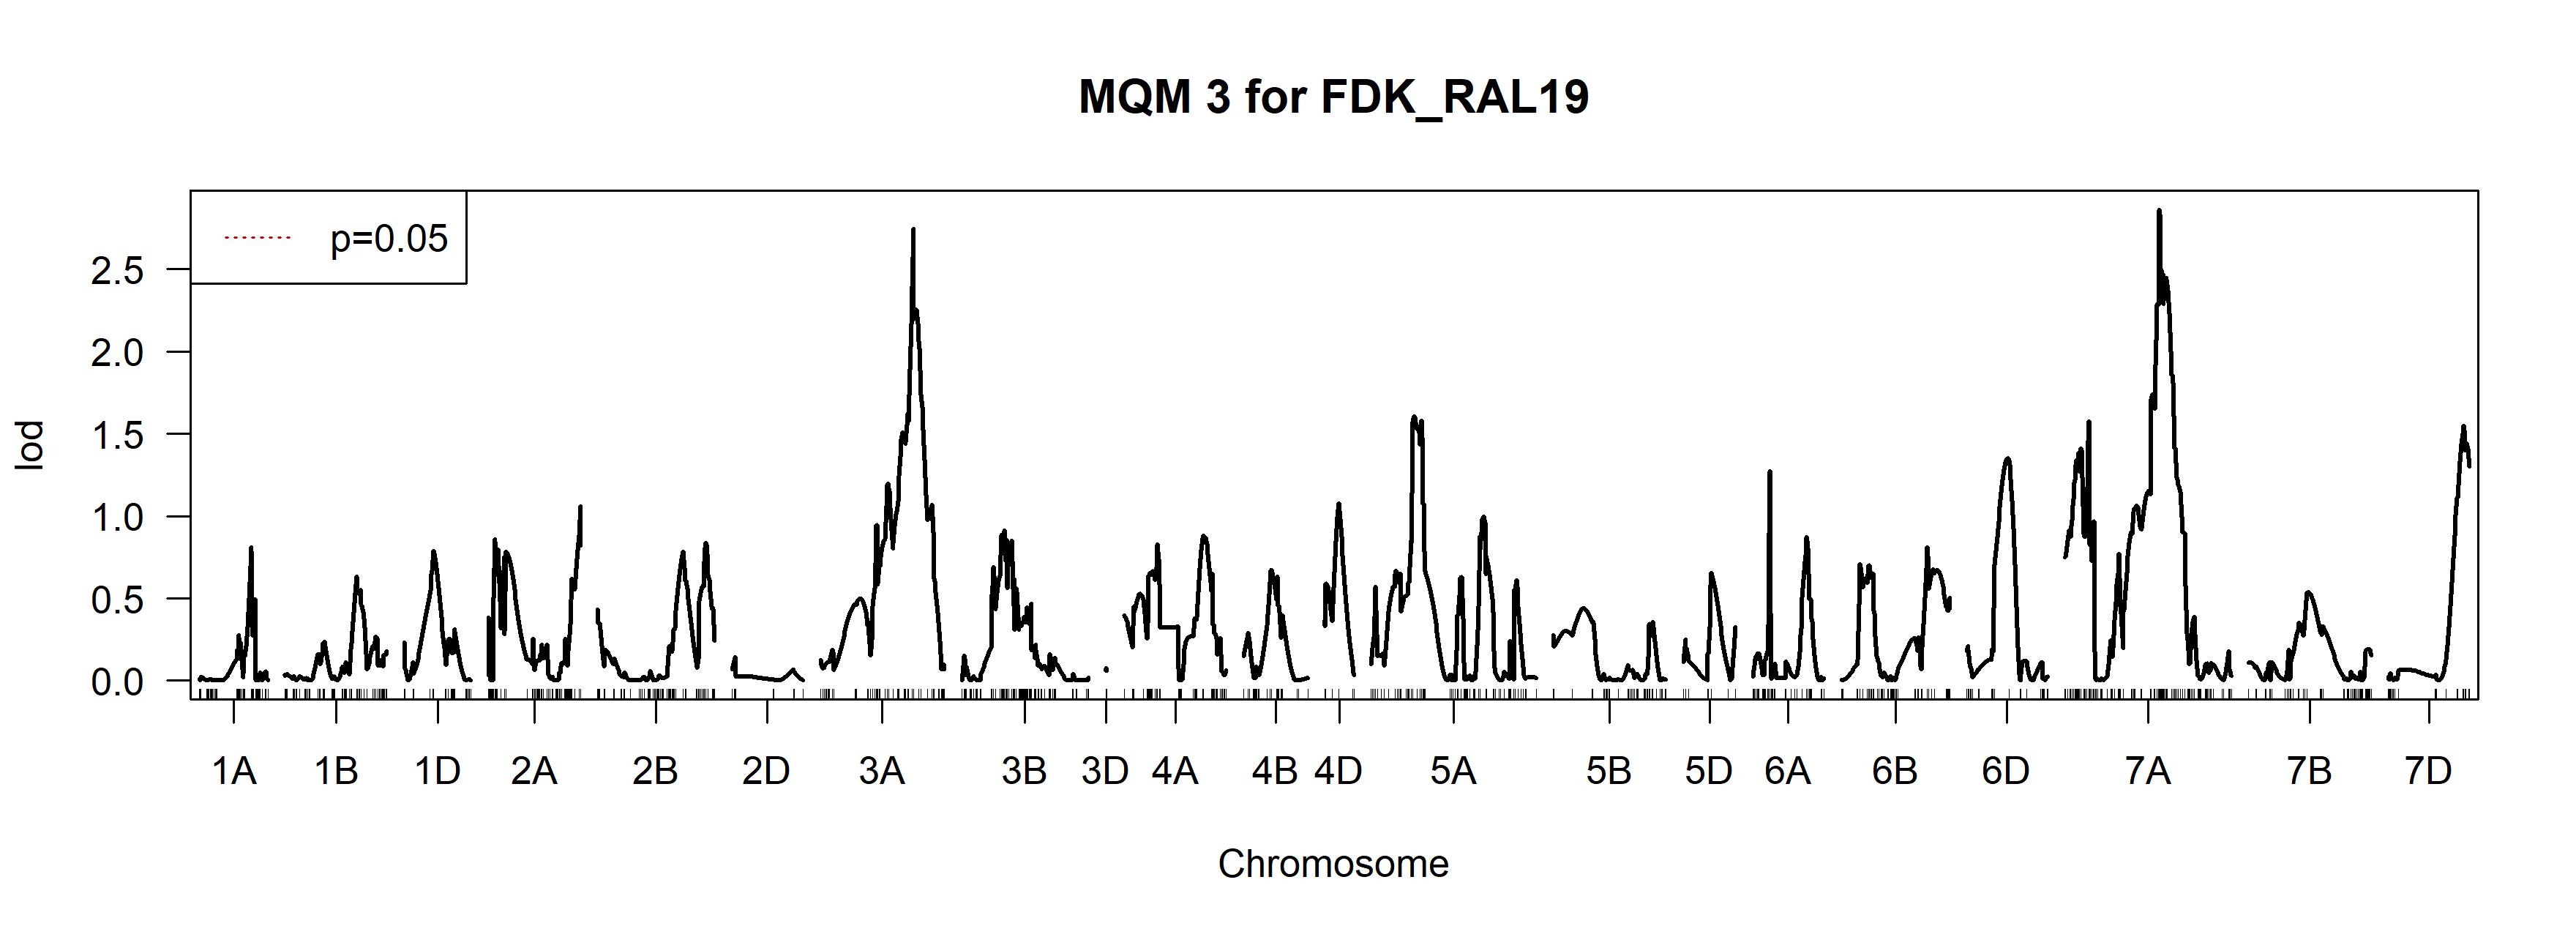 MQM 3 for FDK_RAL19
p=0.05
2.5
2.0
1.5
1.0
0.5
0.0
lod
1A 1B 1D 2A 2B 2D 3A 3B 3D 4A 4B 4D 5A 5B 5D 6A 6B 6D 7A 7B 7D
Chromosome